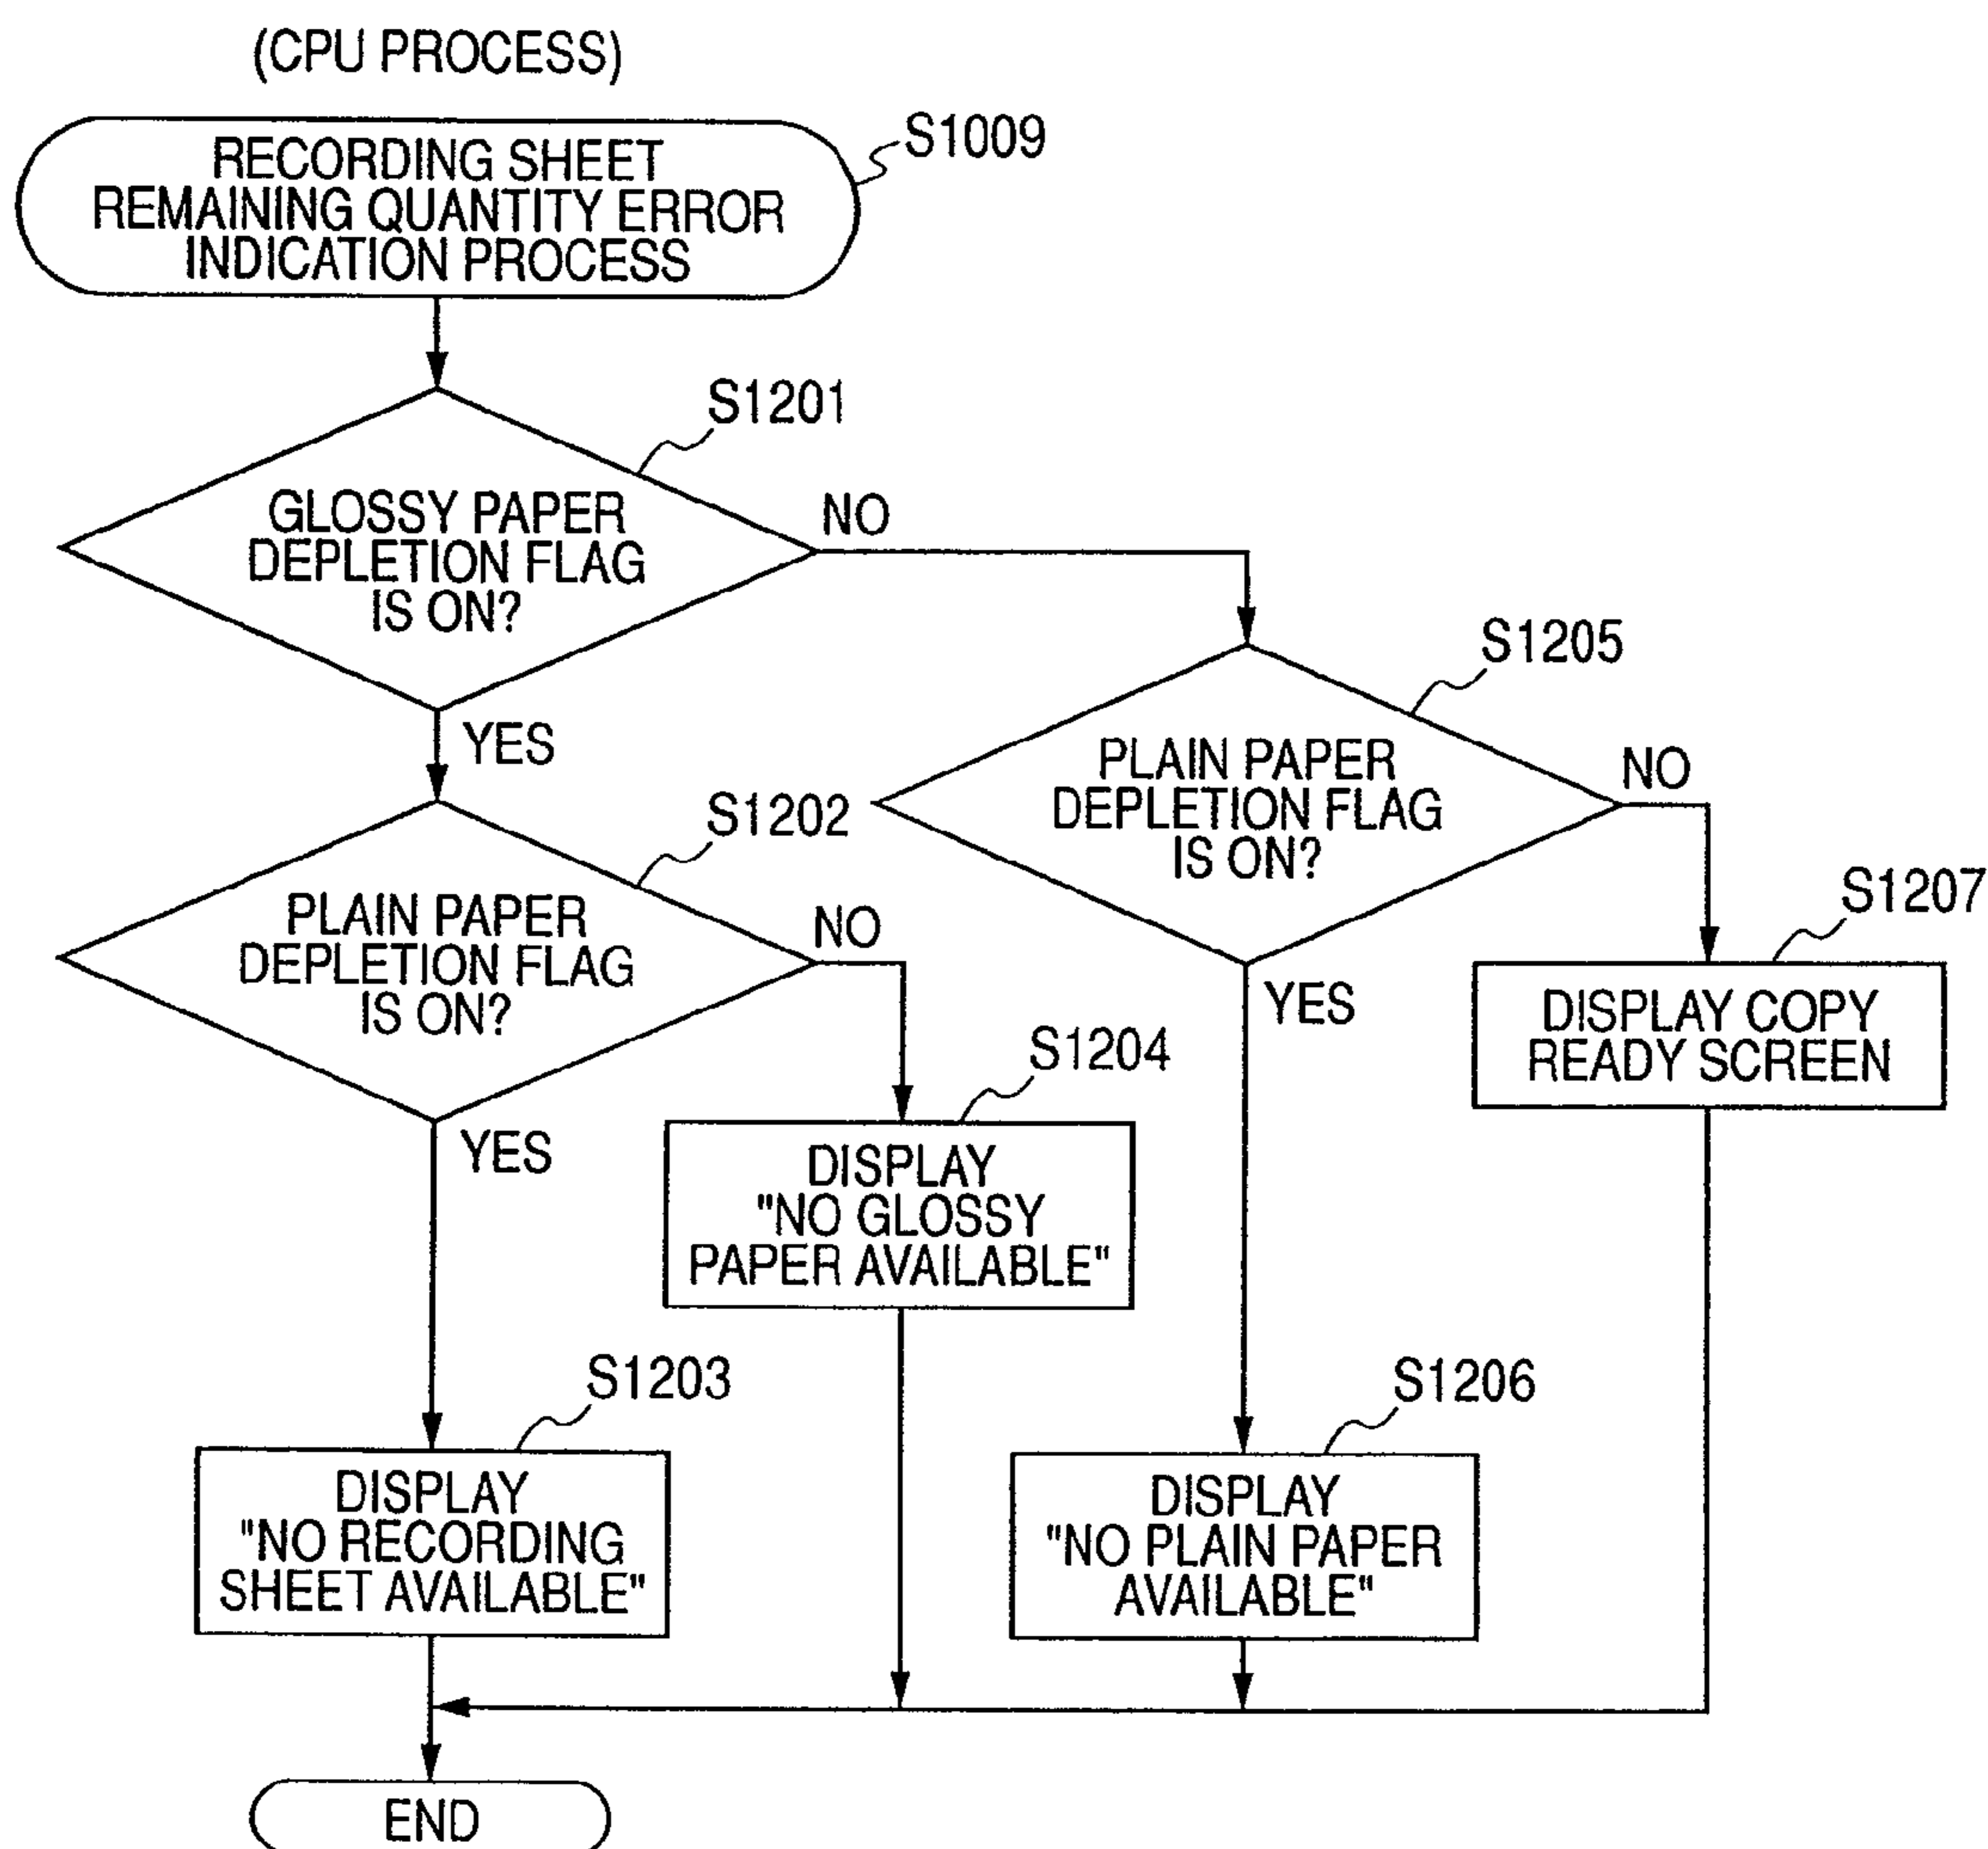 (CPU PROCESS)
RECORDING SHEET
REMAINING QUANTITY ERROR
INDICATION PROCESS
S1009
S1201
GLOSSY PAPER
DEPLETION FLAG
IS ON?
NO
YES
S1205
PLAIN PAPER
DEPLETION FLAG
IS ON?
NO
YES
S1202
PLAIN PAPER
DEPLETION FLAG
IS ON?
NO
YES
S1207
DISPLAY COPY
READY SCREEN
S1204
DISPLAY
"NO GLOSSY
PAPER AVAILABLE"
S1203
DISPLAY
"NO RECORDING
SHEET AVAILABLE"
S1206
DISPLAY
"NO PLAIN PAPER
AVAILABLE"
END